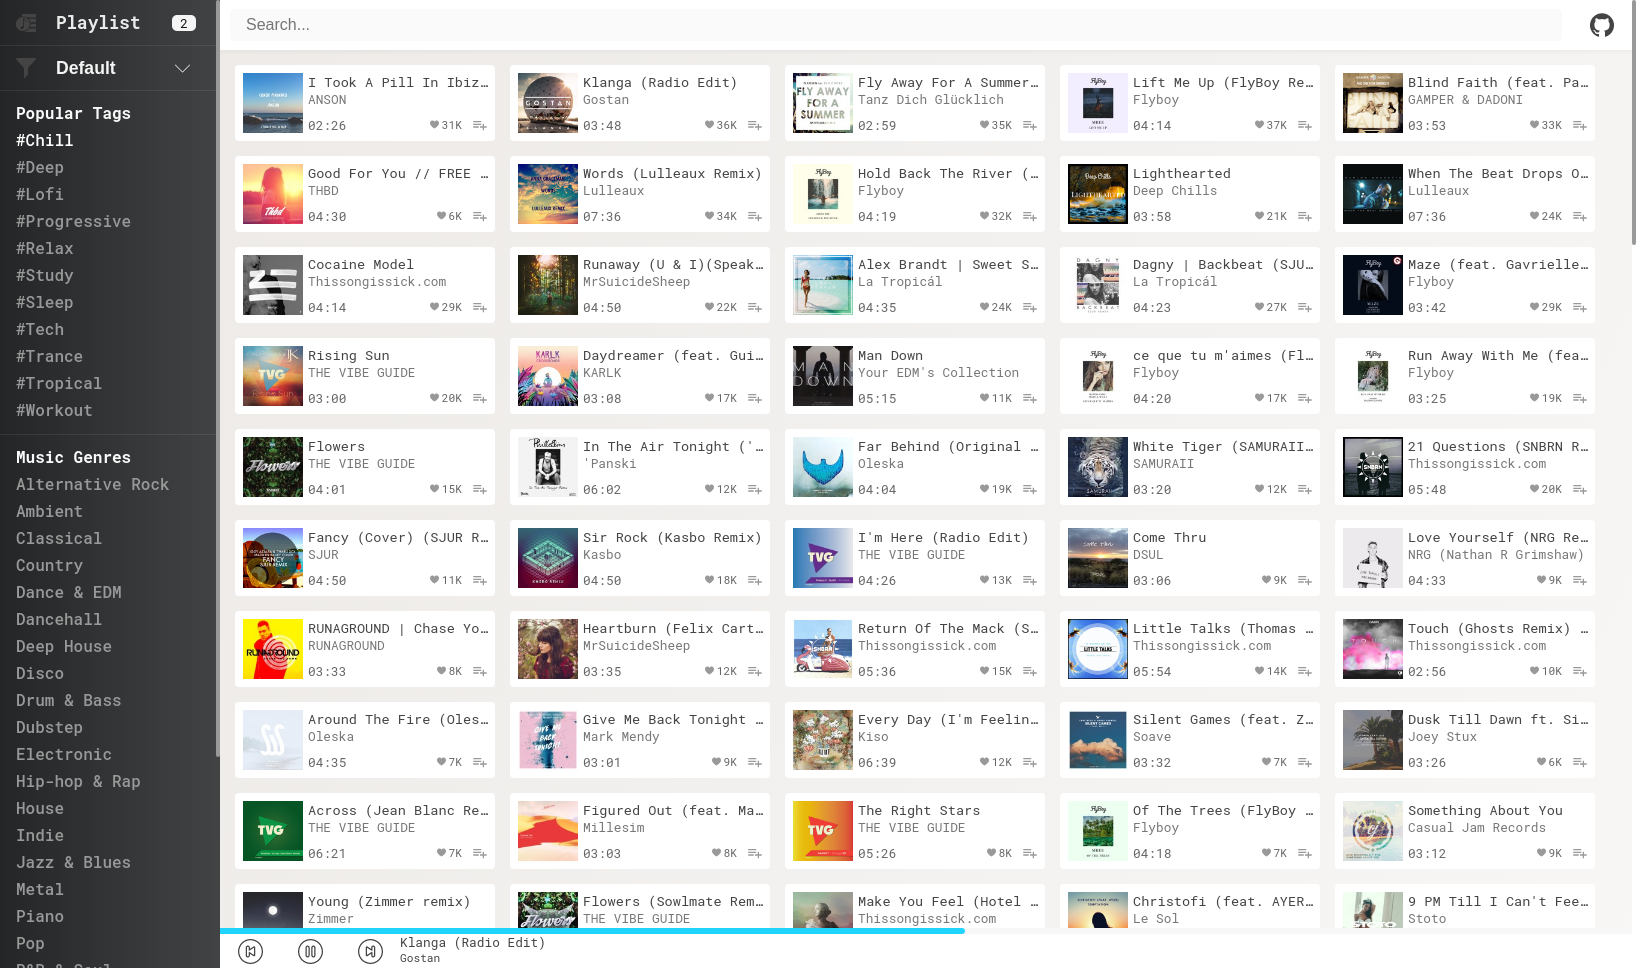 Playlist 2
Default
Popular Tags
#Chill
#Deep
#Lofi
#Progressive
#Relax
#Study
#Sleep
#Tech
#Trance
#Tropical
#Workout
Music Genres
Alternative Rock
Ambient
Classical
Country
Dance & EDM
Dancehall
Deep House
Disco
Drum & Bass
Dubstep
Electronic
Hip-hop & Rap
House
Indie
Jazz & Blues
Metal
Piano
Pop
R&B & Soul
Search...
I Took A Pill In Ibiz…
ANSON
02:26 31K
Klanga (Radio Edit)
Gostan
03:48 36K
Fly Away For A Summer…
Tanz Dich Glücklich
02:59 35K
Lift Me Up (FlyBoy Re…
Flyboy
04:14 37K
Blind Faith (feat. Pa…
GAMPER & DADONI
03:53 33K
Good For You // FREE …
THBD
04:30 6K
Words (Lulleaux Remix)
Lulleaux
07:36 34K
Hold Back The River (…
Flyboy
04:19 32K
Lighthearted
Deep Chills
03:58 21K
When The Beat Drops O…
Lulleaux
07:36 24K
Cocaine Model
Thissongissick.com
04:14 29K
Runaway (U & I)(Speak…
MrSuicideSheep
04:50 22K
Alex Brandt | Sweet S…
La Tropicál
04:35 24K
Dagny | Backbeat (SJU…
La Tropicál
04:23 27K
Maze (feat. Gavrielle…
Flyboy
03:42 29K
Rising Sun
THE VIBE GUIDE
03:00 20K
Daydreamer (feat. Gui…
KARLK
03:08 17K
Man Down
Your EDM's Collection
05:15 11K
ce que tu m'aimes (Fl…
Flyboy
04:20 17K
Run Away With Me (fea…
Flyboy
03:25 19K
Flowers
THE VIBE GUIDE
04:01 15K
In The Air Tonight ('…
'Panski
06:02 12K
Far Behind (Original …
Oleska
04:04 19K
White Tiger (SAMURAII…
SAMURAII
03:20 12K
21 Questions (SNBRN R…
Thissongissick.com
05:48 20K
Fancy (Cover) (SJUR R…
SJUR
04:50 11K
Sir Rock (Kasbo Remix)
Kasbo
04:50 18K
I'm Here (Radio Edit)
THE VIBE GUIDE
04:26 13K
Come Thru
DSUL
03:06 9K
Love Yourself (NRG Re…
NRG (Nathan R Grimshaw)
04:33 9K
RUNAGROUND | Chase Yo…
RUNAGROUND
03:33 8K
Heartburn (Felix Cart…
MrSuicideSheep
03:35 12K
Return Of The Mack (S…
Thissongissick.com
05:36 15K
Little Talks (Thomas …
Thissongissick.com
05:54 14K
Touch (Ghosts Remix) …
Thissongissick.com
02:56 10K
Around The Fire (Oles…
Oleska
04:35 7K
Give Me Back Tonight …
Mark Mendy
03:01 9K
Every Day (I'm Feelin…
Kiso
06:39 12K
Silent Games (feat. Z…
Soave
03:32 7K
Dusk Till Dawn ft. Si…
Joey Stux
03:26 6K
Across (Jean Blanc Re…
THE VIBE GUIDE
06:21 7K
Figured Out (feat. Ma…
Millesim
03:03 8K
The Right Stars
THE VIBE GUIDE
05:26 8K
Of The Trees (FlyBoy …
Flyboy
04:18 7K
Something About You
Casual Jam Records
03:12 9K
Young (Zimmer remix)
Zimmer
Flowers (Sowlmate Rem…
THE VIBE GUIDE
Make You Feel (Hotel …
Thissongissick.com
Christofi (feat. AYER…
Le Sol
9 PM Till I Can't Fee…
Stoto
Klanga (Radio Edit)
Gostan